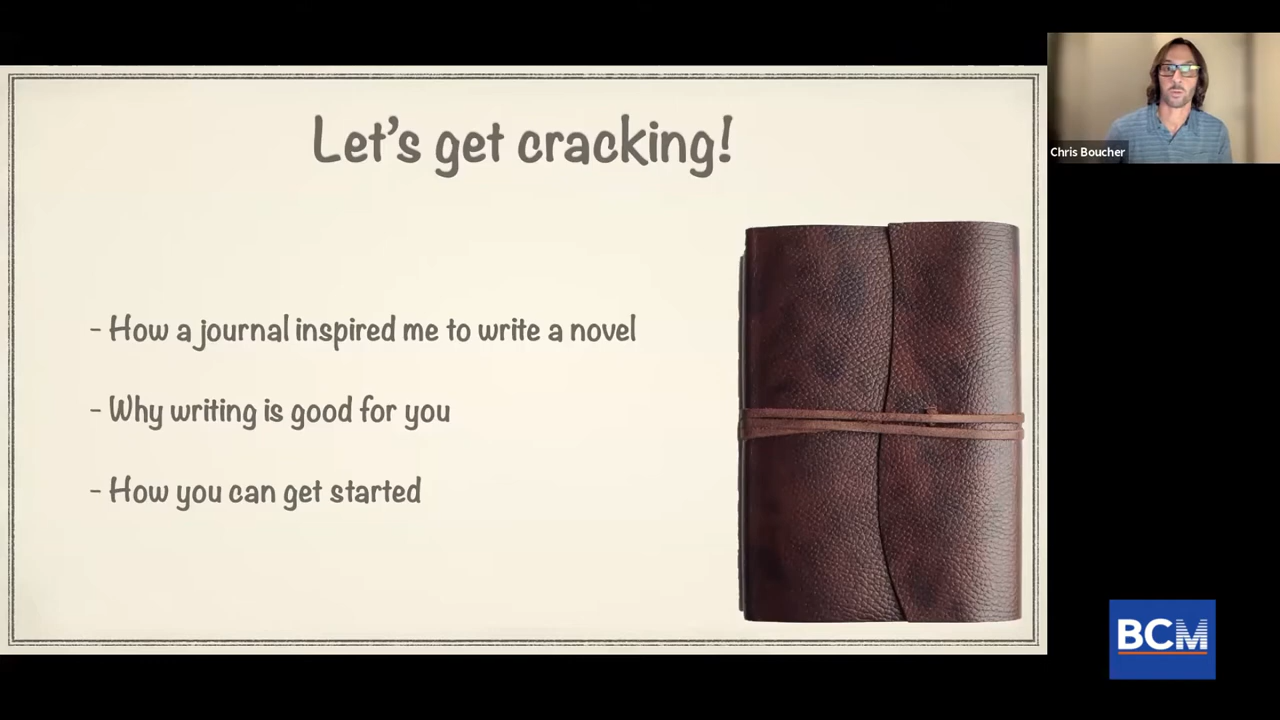 Let's get cracking!
- How a journal inspired me to write a novel
- Why writing is good for you
- How you can get started
Chris Boucher
BCM